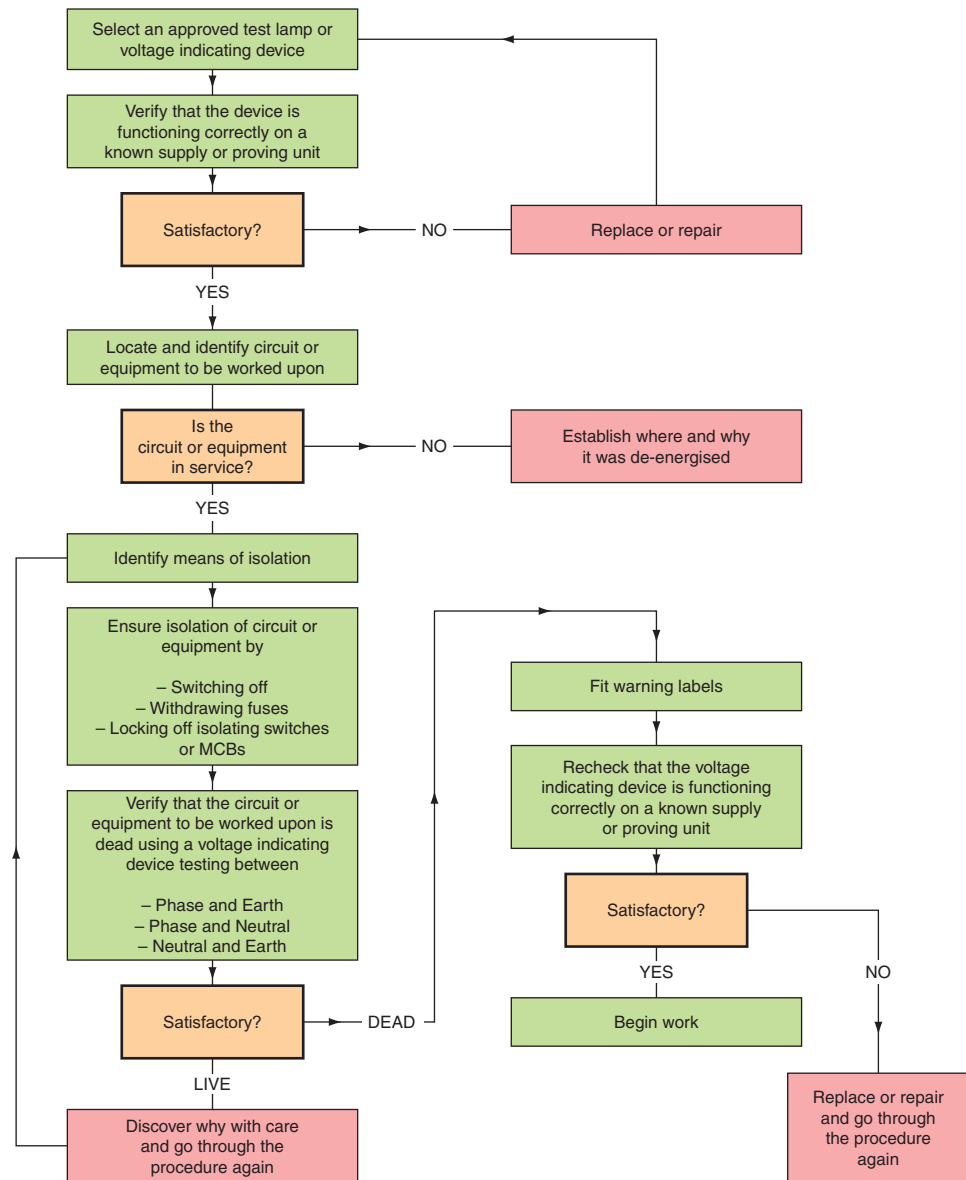 Select an approved test lamp or
voltage indicating device
Verify that the device is
functioning correctly on a
known supply or proving unit
Satisfactory?
NO
Replace or repair
YES
Locate and identify circuit or
equipment to be worked upon
Is the
circuit or equipment
in service?
NO
Establish where and why
it was de-energised
YES
Identify means of isolation
Ensure isolation of circuit or
equipment by
– Switching off
– Withdrawing fuses
– Locking off isolating switches
or MCBs
Verify that the circuit or
equipment to be worked upon is
dead using a voltage indicating
device testing between
– Phase and Earth
– Phase and Neutral
– Neutral and Earth
Satisfactory?
DEAD
LIVE
Discover why with care
and go through the
procedure again
Fit warning labels
Recheck that the voltage
indicating device is functioning
correctly on a known supply
or proving unit
Satisfactory?
YES
NO
Begin work
Replace or repair
and go through
the procedure
again